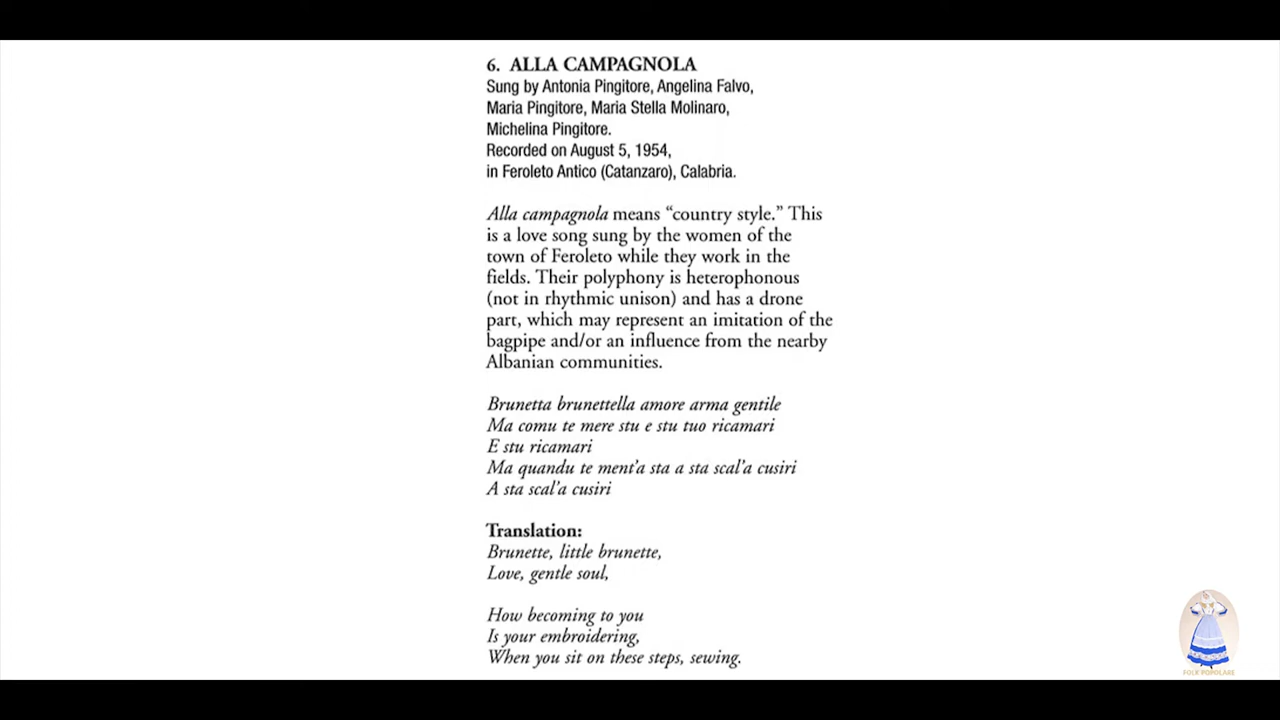 6. ALLA CAMPAGNOLA
Sung by Antonia Pingitore, Angelina Falvo,
Maria Pingitore, Maria Stella Molinaro,
Michelina Pingitore.
Recorded on August 5, 1954,
in Feroleto Antico (Catanzaro), Calabria.
Alla campagnola means “country style.” This
is a love song sung by the women of the
town of Feroleto while they work in the
fields. Their polyphony is heterophonous
(not in rhythmic unison) and has a drone
part, which may represent an imitation of the
bagpipe and/or an influence from the nearby
Albanian communities.
Brunetta brunettella amore arma gentile
Ma comu te mere stu e stu tuo ricamari
E stu ricamari
Ma quandu te ment'a sta a sta scal'a cusiri
A sta scal'a cusiri
Translation:
Brunette, little brunette,
Love, gentle soul,
How becoming to you
Is your embroidering,
When you sit on these steps, sewing.
FOLK POPOLARE